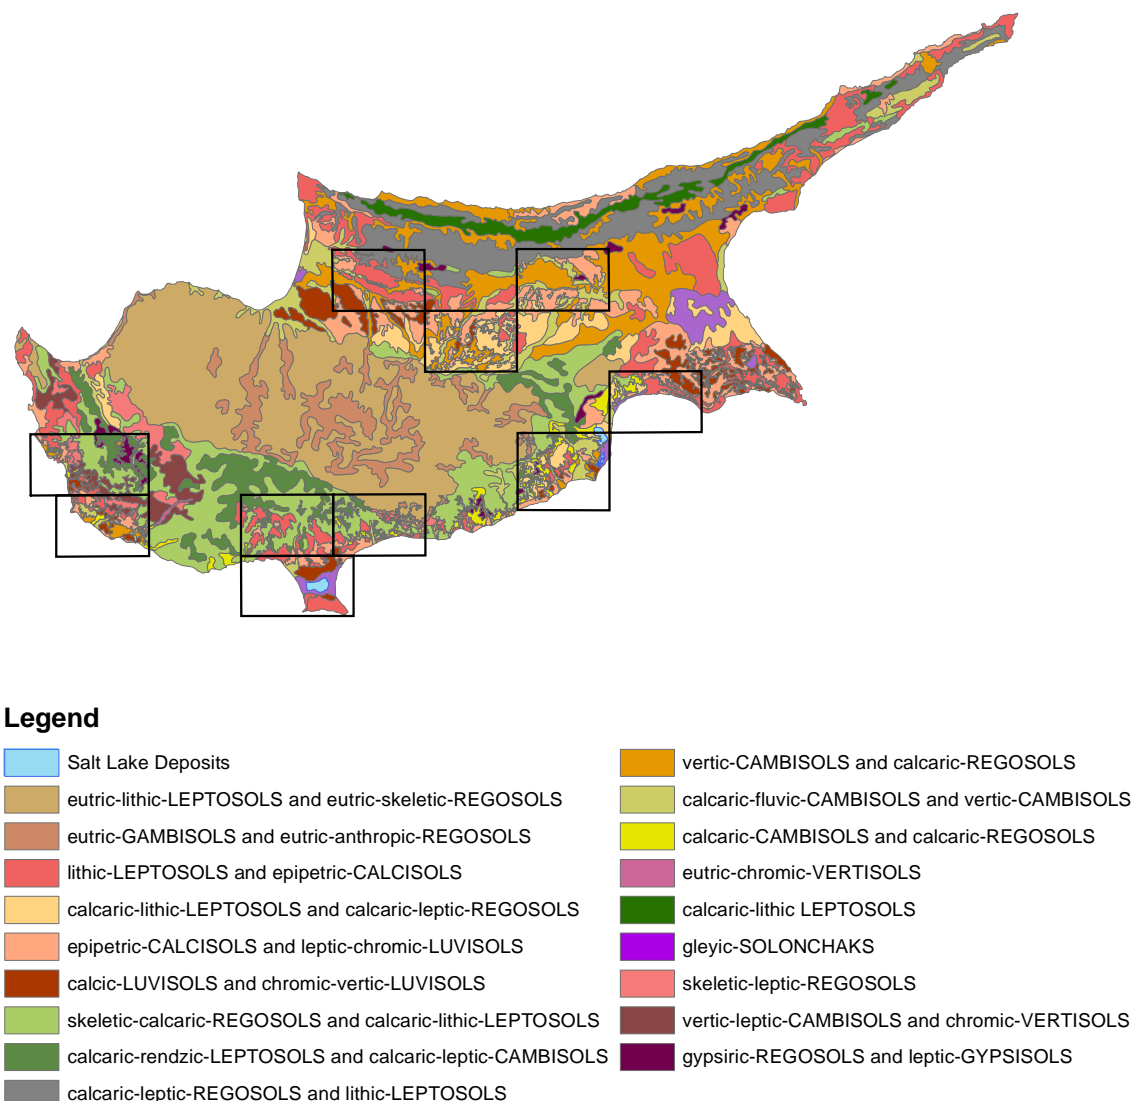 Legend
Salt Lake Deposits
eutric-lithic-LEPTOSOLS and eutric-skeletic-REGOSOLS
eutric-GAMBISOLS and eutric-anthropic-REGOSOLS
lithic-LEPTOSOLS and epipetric-CALCISOLS
calcaric-lithic-LEPTOSOLS and calcaric-leptic-REGOSOLS
epipetric-CALCISOLS and leptic-chromic-LUVISOLS
calcic-LUVISOLS and chromic-vertic-LUVISOLS
skeletic-calcaric-REGOSOLS and calcaric-lithic-LEPTOSOLS
calcaric-rendzic-LEPTOSOLS and calcaric-leptic-CAMBISOLS
calcaric-leptic-REGOSOLS and lithic-LEPTOSOLS
vertic-CAMBISOLS and calcaric-REGOSOLS
calcaric-fluvic-CAMBISOLS and vertic-CAMBISOLS
calcaric-CAMBISOLS and calcaric-REGOSOLS
eutric-chromic-VERTISOLS
calcaric-lithic LEPTOSOLS
gleyic-SOLONCHAKS
skeletic-leptic-REGOSOLS
vertic-leptic-CAMBISOLS and chromic-VERTISOLS
gypsiric-REGOSOLS and leptic-GYPSISOLS